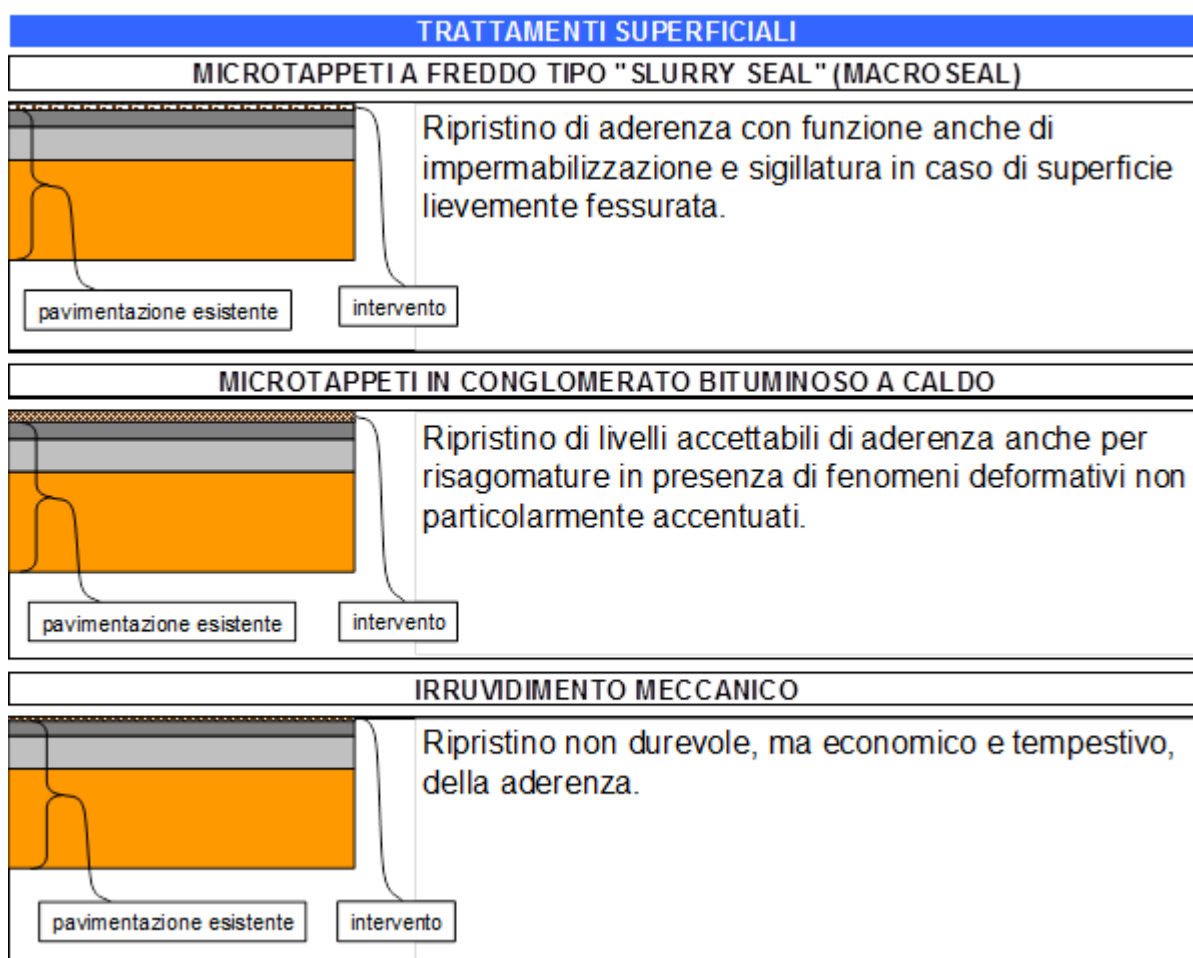 TRATTAMENTI SUPERFICIALI
MICROTAPPETI A FREDDO TIPO "SLURRY SEAL" (MACROSEAL)
Ripristino di aderenza con funzione anche di
impermabilizzazione e sigillatura in caso di superficie
lievemente fessurata.
pavimentazione esistente
intervento
MICROTAPPETI IN CONGLOMERATO BITUMINOSO A CALDO
Ripristino di livelli accettabili di aderenza anche per
risagomature in presenza di fenomeni deformativi non
particolarmente accentuati.
pavimentazione esistente
intervento
IRRUVIDIMENTO MECCANICO
Ripristino non durevole, ma economico e tempestivo,
della aderenza.
pavimentazione esistente
intervento